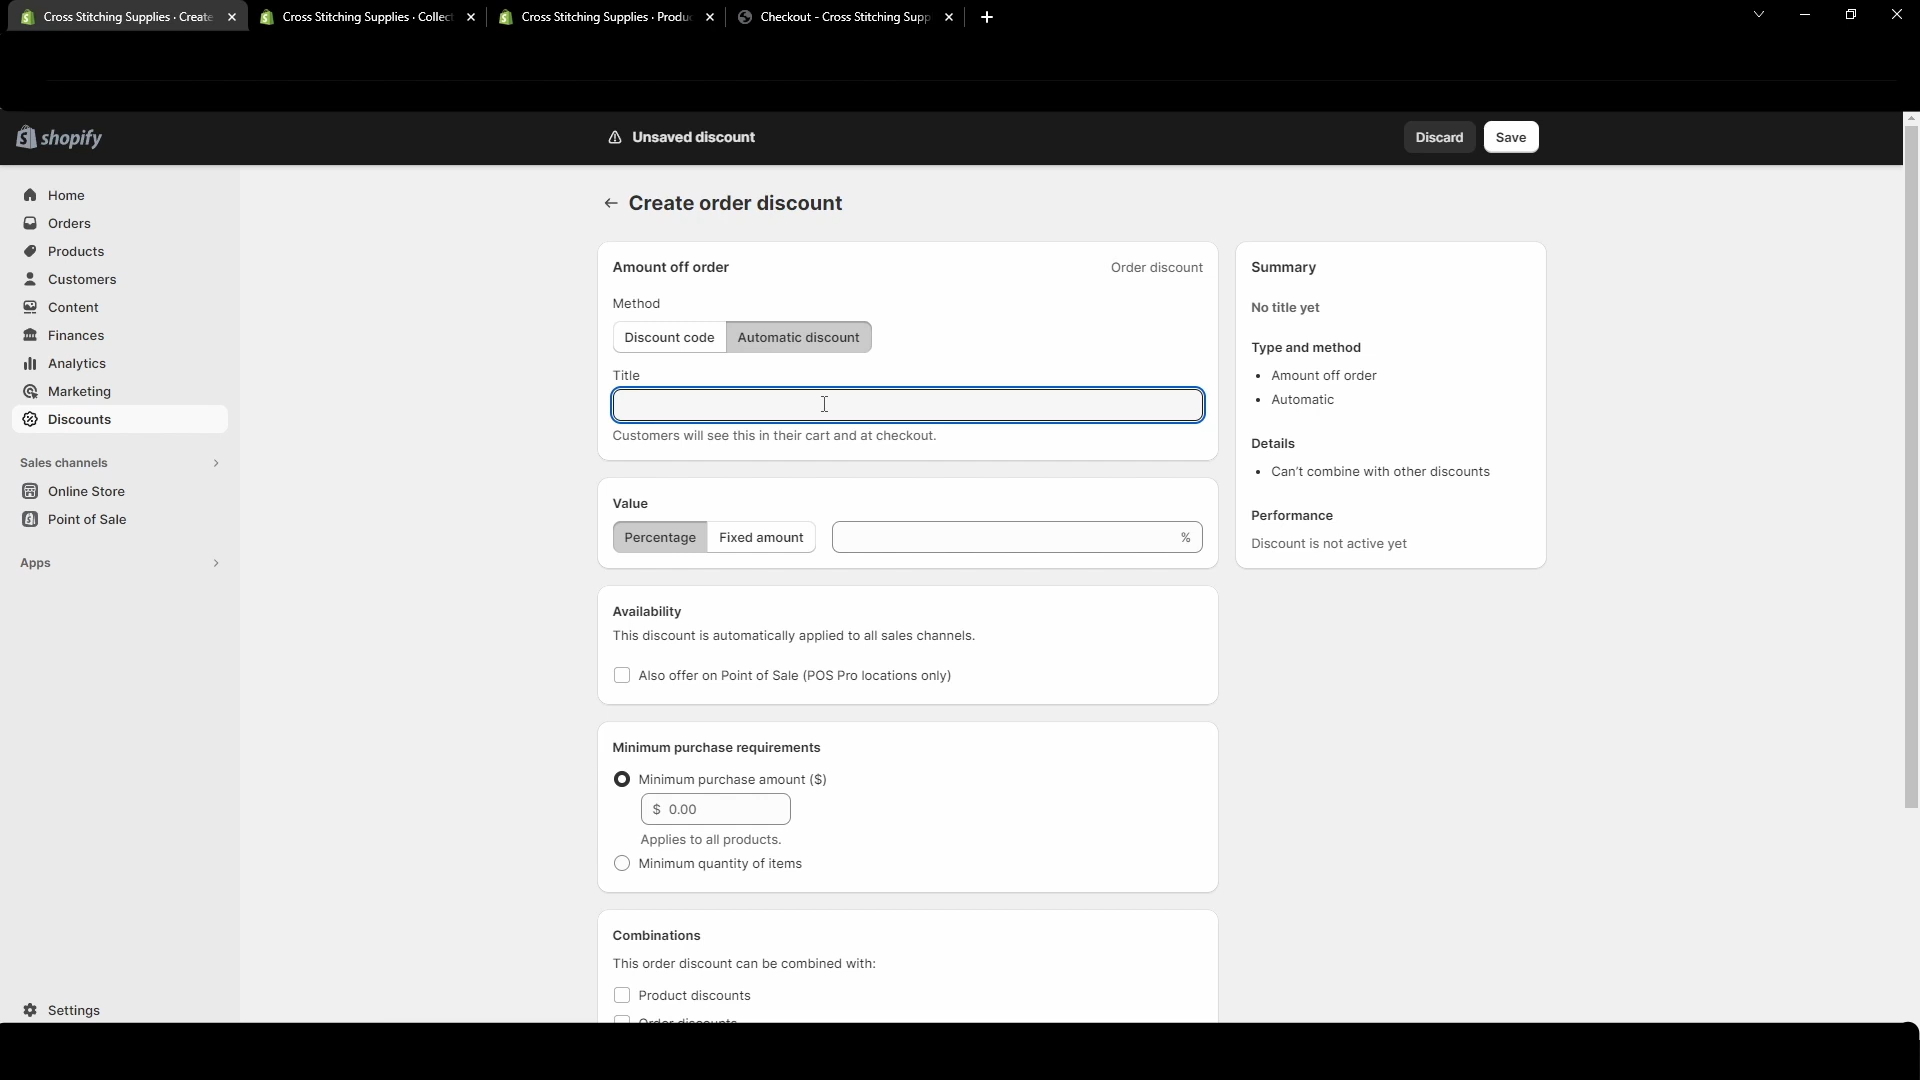 Cross Stitching Supplies · Create
Cross Stitching Supplies · Collect
Cross Stitching Supplies · Produc
Checkout - Cross Stitching Supp
shopify
Unsaved discount
Discard
Save
Home
Orders
Products
Customers
Content
Finances
Analytics
Marketing
Discounts
Sales channels
Online Store
Point of Sale
Apps
Settings
Create order discount
Amount off order
Order discount
Method
Discount code
Automatic discount
Title
Customers will see this in their cart and at checkout.
Value
Percentage
Fixed amount
%
Availability
This discount is automatically applied to all sales channels.
Also offer on Point of Sale (POS Pro locations only)
Minimum purchase requirements
Minimum purchase amount ($)
$ 0.00
Applies to all products.
Minimum quantity of items
Combinations
This order discount can be combined with:
Product discounts
Order discounts
Summary
No title yet
Type and method
• Amount off order
• Automatic
Details
• Can't combine with other discounts
Performance
Discount is not active yet